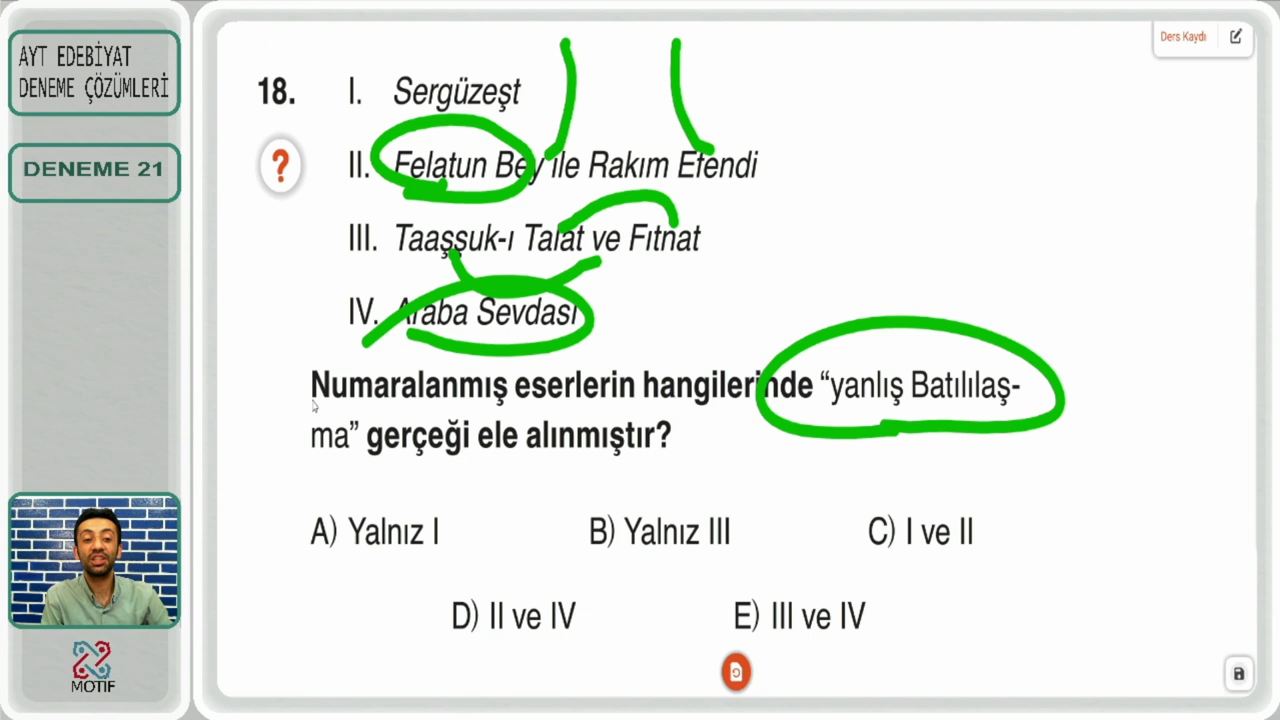 AYT EDEBİYAT
DENEME ÇÖZÜMLERİ
DENEME 21
MOTIF
Ders Kaydı
18. I. Sergüzeşt
?
II. Felatun Bey ile Rakım Efendi
III. Taaşşuk-ı Talat ve Fıtnat
IV. Araba Sevdası
Numaralanmış eserlerin hangilerinde “yanlış Batılılaş-
ma” gerçeği ele alınmıştır?
A) Yalnız I B) Yalnız III C) I ve II
D) II ve IV E) III ve IV